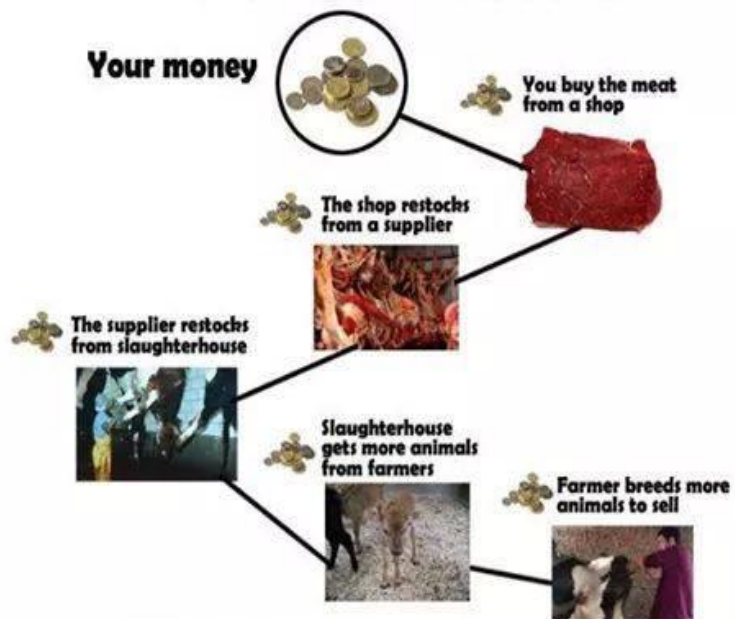 Your money
You buy the meat
from a shop
The shop restocks
from a supplier
The supplier restocks
from slaughterhouse
Slaughterhouse
gets more animals
from farmers
Farmer breeds more
animals to sell